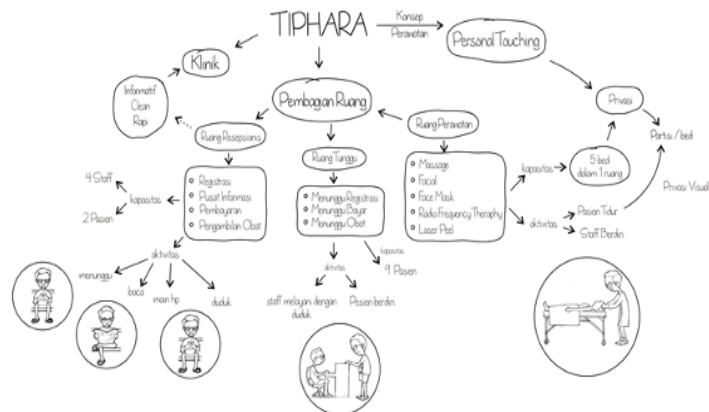 TIPHARA
Konsep
Perawatan
Personal Touching
Klinik
Informatif
Clean
Rapi
Pembagian Ruang
Privasi
Ruang Resepsionis
Ruang Tunggu
Ruang Perawatan
Partisi / bed
Registrasi
Pusat Informasi
Pembayaran
Pengambilan Obat
4 Staff
kapasitas
2 Pasien
Menunggu Registrasi
Menunggu Bayar
Menunggu Obat
Massage
Facial
Face Mask
Radio Frequency Theraphy
Laser Peel
kapasitas
5 bed
dalam 1 ruang
Privasi Visual
aktivitas
Pasien Tidur
Staff Berdiri
aktivitas
menunggu
baca
main hp
duduk
kapasitas
9 Pasien
aktivitas
staff melayani dengan
duduk
Pasien berdiri